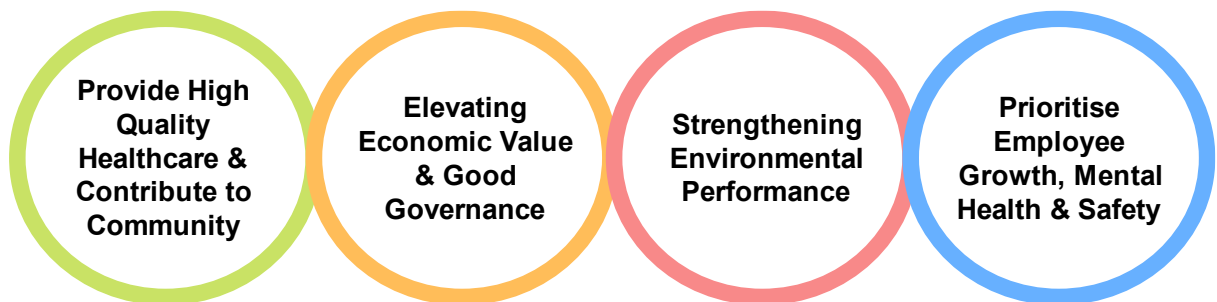 Provide High
Quality
Healthcare &
Contribute to
Community
Elevating
Economic Value
& Good
Governance
Strengthening
Environmental
Performance
Prioritise
Employee
Growth, Mental
Health & Safety